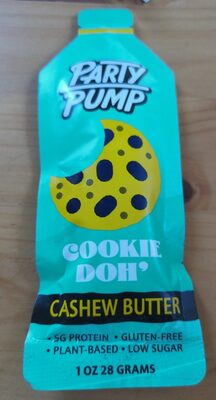 PARTY
PUMP
COOKIE
DOH'
CASHEW BUTTER
• 5G PROTEIN • GLUTEN-FREE
• PLANT-BASED • LOW SUGAR
1 OZ 28 GRAMS